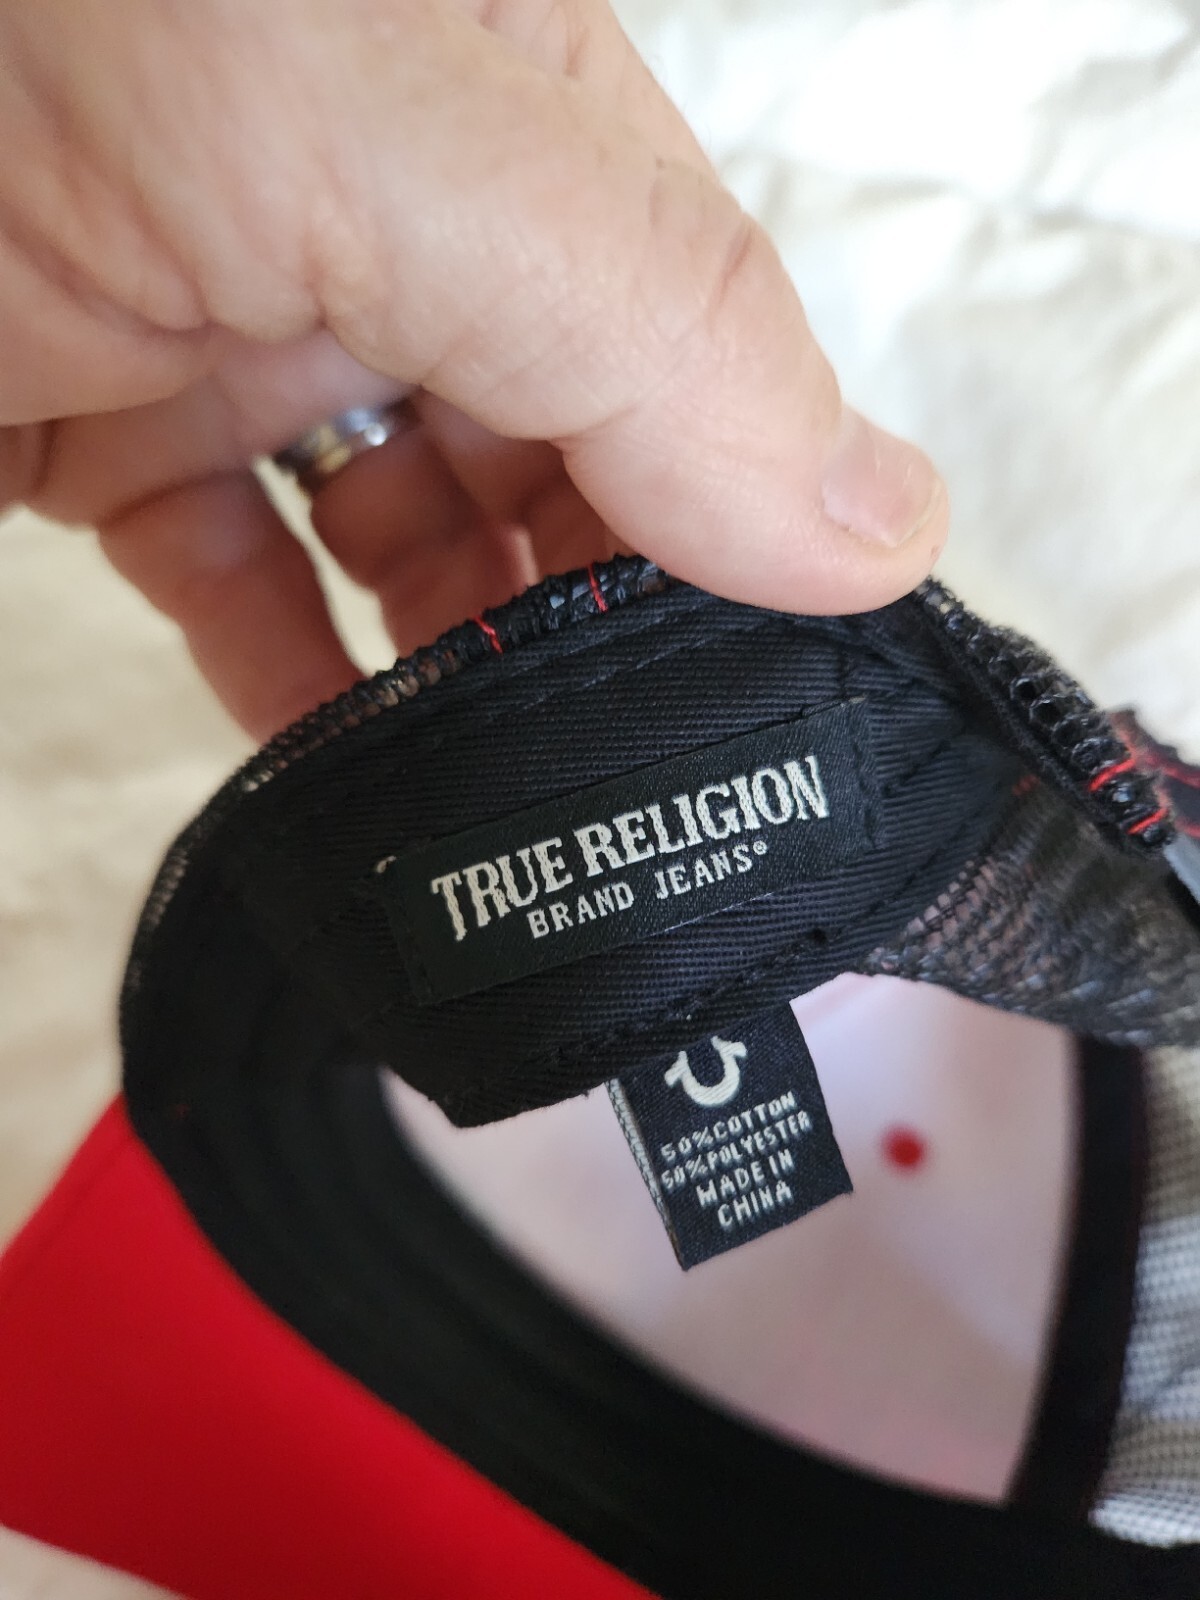 TRUE RELIGION
BRAND JEANS®
50%COTTON
50%POLYESTER
MADE IN
CHINA